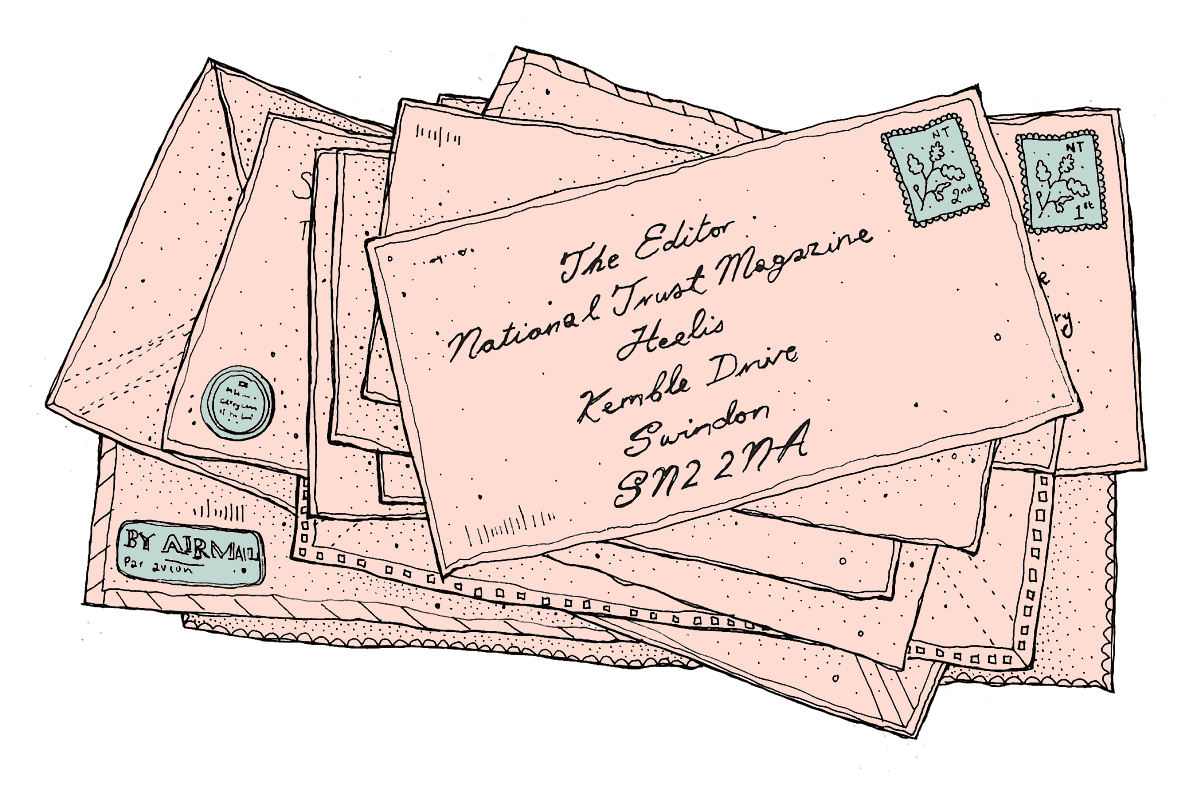 NT
2nd
NT
1st
The Editor
National Trust Magazine
Heelis
Kemble Drive
Swindon
SN2 2NA
ry
BY AIRMAIL
Par avion